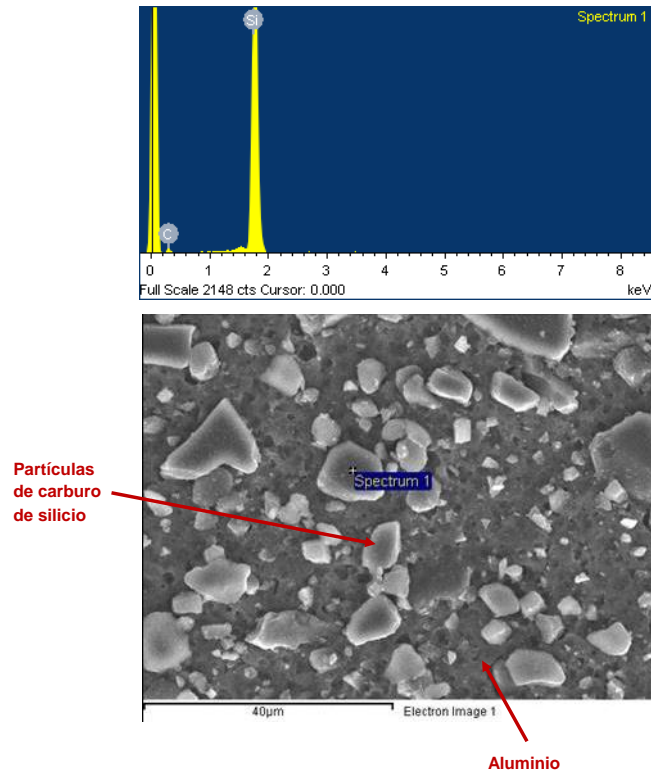 Spectrum 1
Si
C
0 1 2 3 4 5 6 7 8
Full Scale 2148 cts Cursor: 0.000 keV
Partículas
de carburo
de silicio
Spectrum 1
40µm Electron Image 1
Aluminio